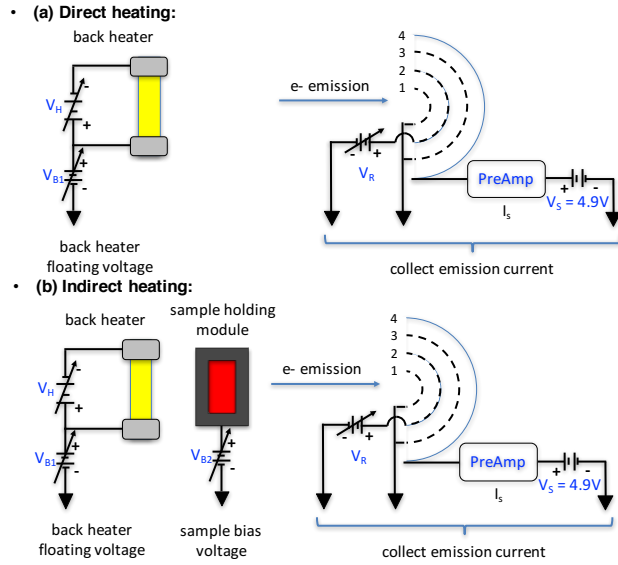 • (a) Direct heating:
back heater
-
V_H
+
+
V_B1
-
back heater
floating voltage
e- emission
4
3
2
1
- +
V_R
PreAmp
I_s
+ -
V_S = 4.9V
collect emission current
• (b) Indirect heating:
back heater
-
V_H
+
+
V_B1
-
back heater
floating voltage
sample holding
module
+
V_B2
-
sample bias
voltage
e- emission
4
3
2
1
- +
V_R
PreAmp
I_s
+ -
V_S = 4.9V
collect emission current